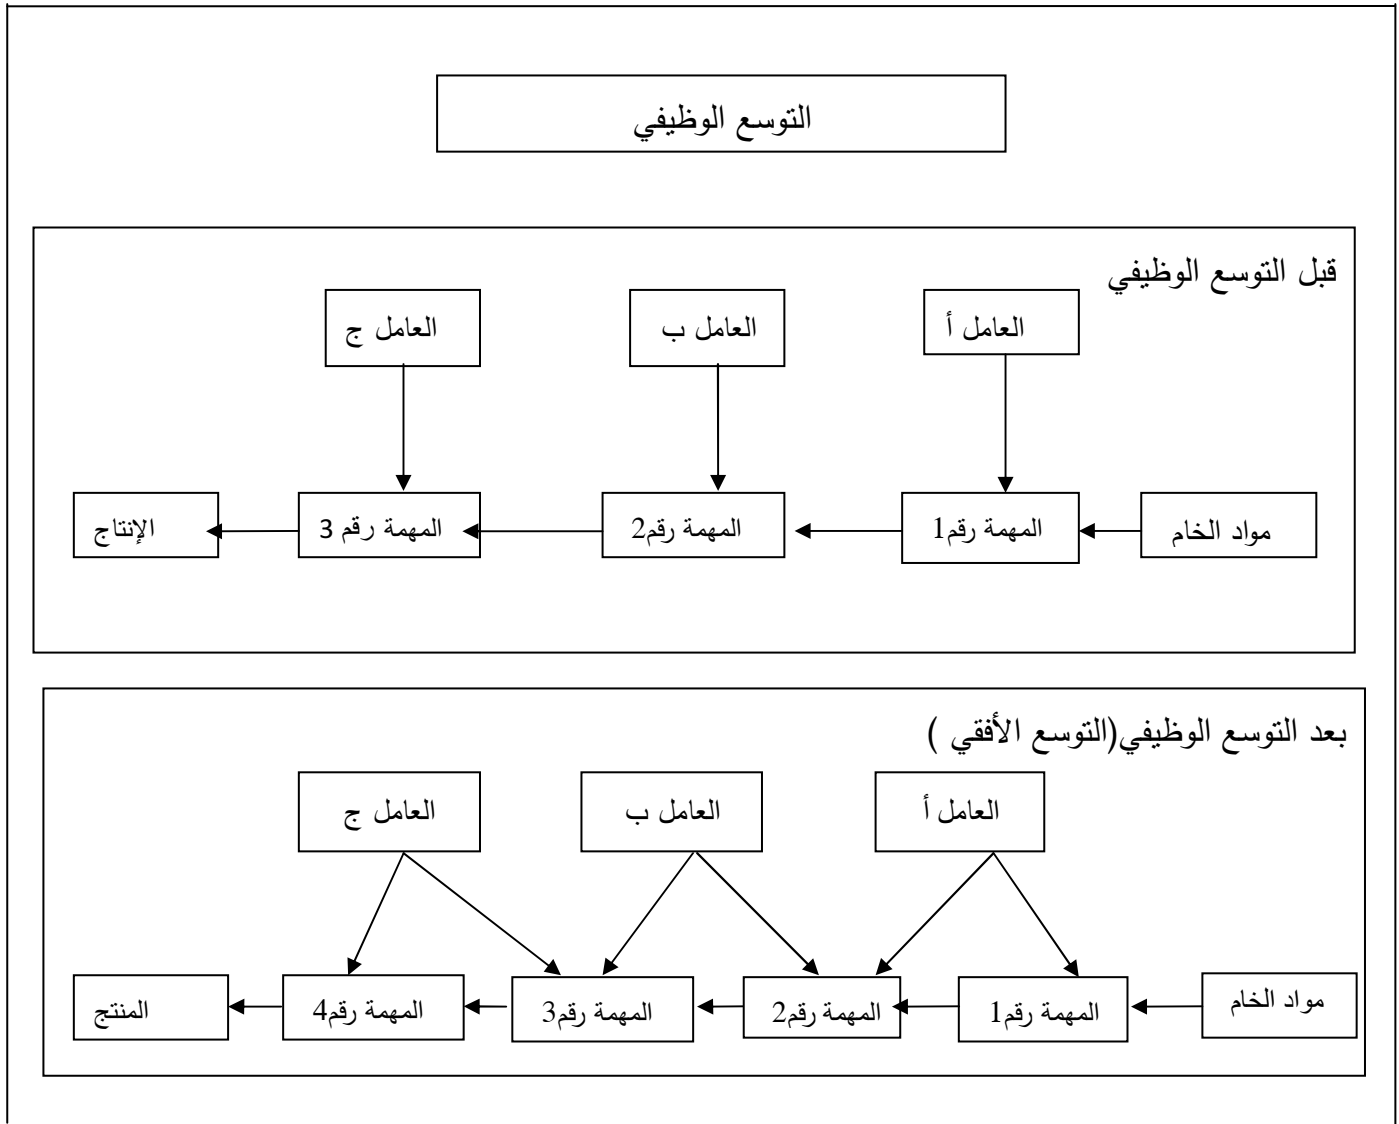 التوسع الوظيفي
قبل التوسع الوظيفي
العامل أ
العامل ب
العامل ج
مواد الخام
المهمة رقم1
المهمة رقم2
المهمة رقم 3
الإنتاج
بعد التوسع الوظيفي(التوسع الأفقي )
العامل أ
العامل ب
العامل ج
مواد الخام
المهمة رقم1
المهمة رقم2
المهمة رقم3
المهمة رقم4
المنتج